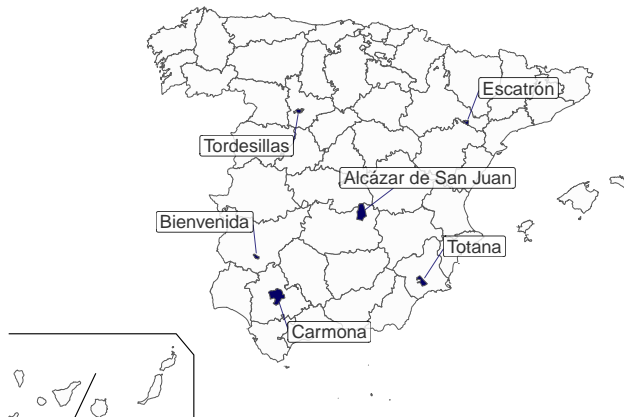 Escatrón
Tordesillas
Alcázar de San Juan
Bienvenida
Totana
Carmona